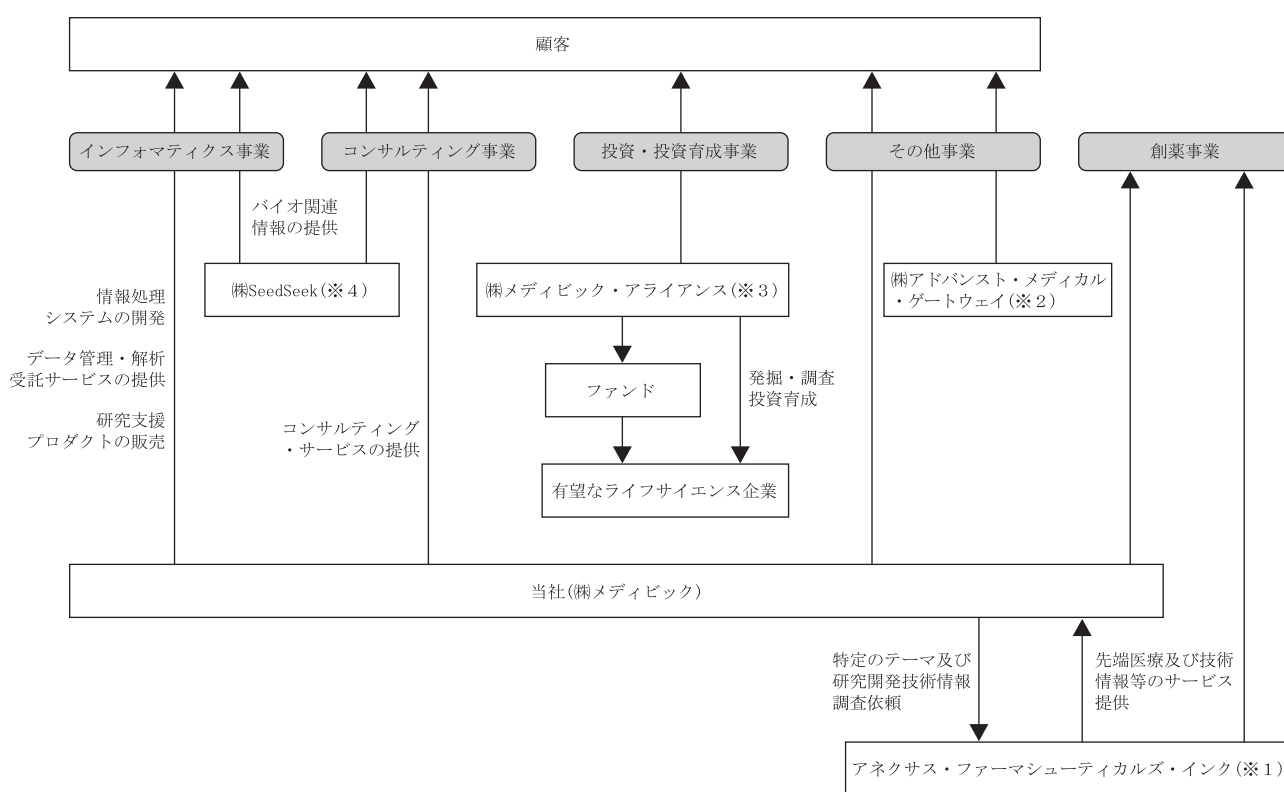 顧客
インフォマティクス事業
コンサルティング事業
投資・投資育成事業
その他事業
創薬事業
バイオ関連
情報の提供
㈱SeedSeek(※4)
㈱メディビック・アライアンス(※3)
㈱アドバンスト・メディカル
・ゲートウェイ(※2)
情報処理
システムの開発
データ管理・解析
受託サービスの提供
研究支援
プロダクトの販売
コンサルティング
・サービスの提供
ファンド
発掘・調査
投資育成
有望なライフサイエンス企業
当社(㈱メディビック)
特定のテーマ及び
研究開発技術情報
調査依頼
先端医療及び技術
情報等のサービス
提供
アネクサス・ファーマシューティカルズ・インク(※1)